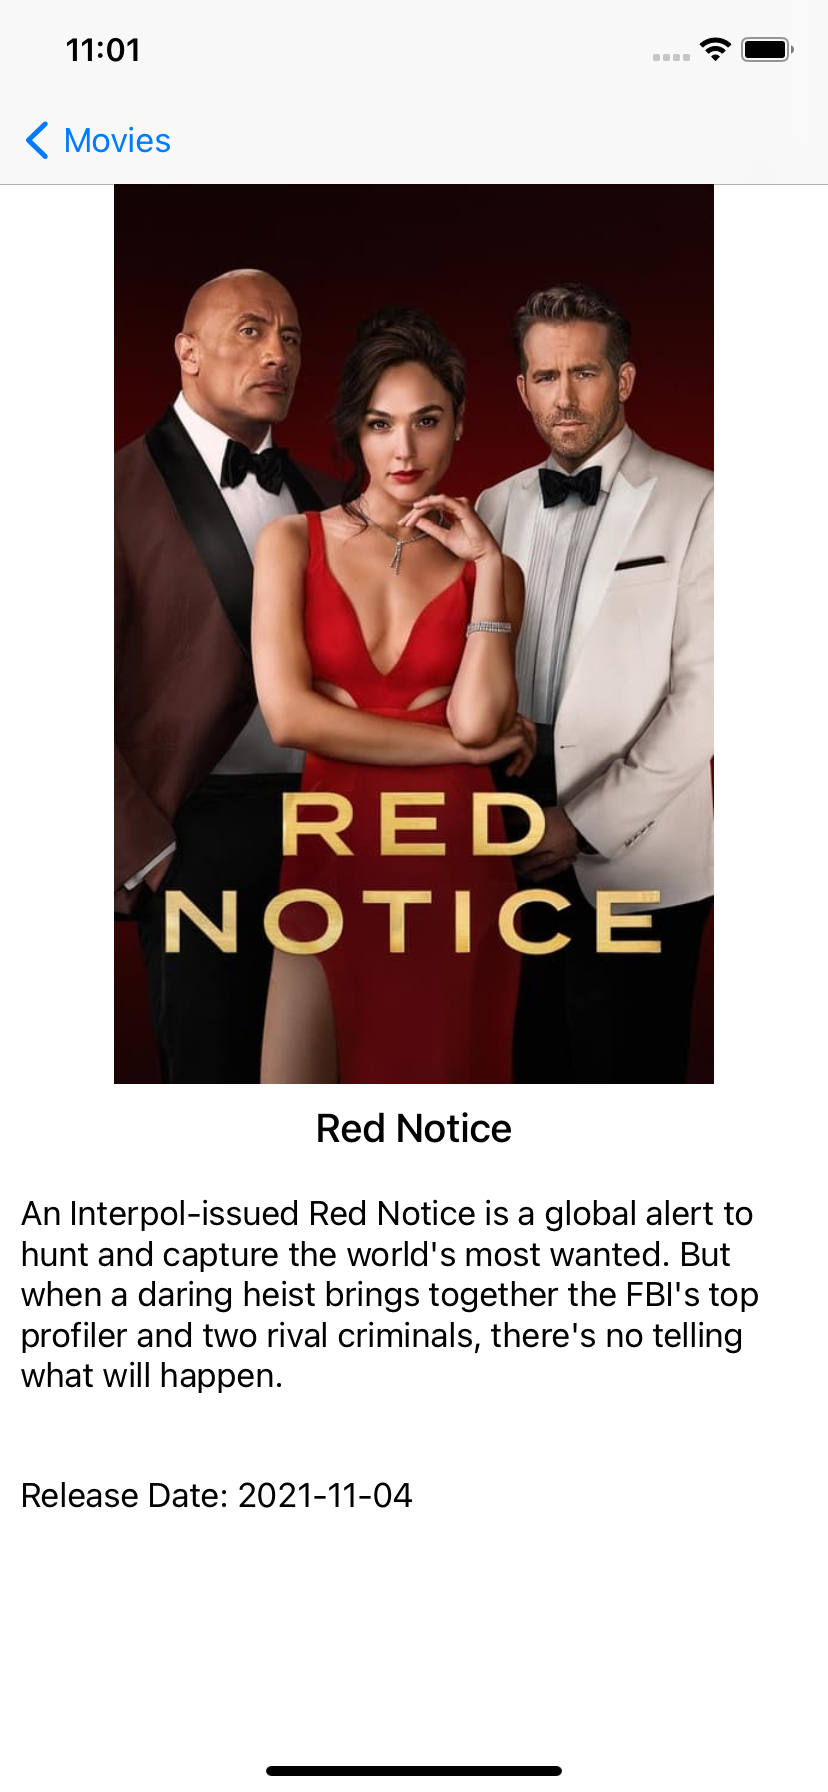 11:01
Movies
RED
NOTICE
Red Notice
An Interpol-issued Red Notice is a global alert to
hunt and capture the world's most wanted. But
when a daring heist brings together the FBI's top
profiler and two rival criminals, there's no telling
what will happen.
Release Date: 2021-11-04